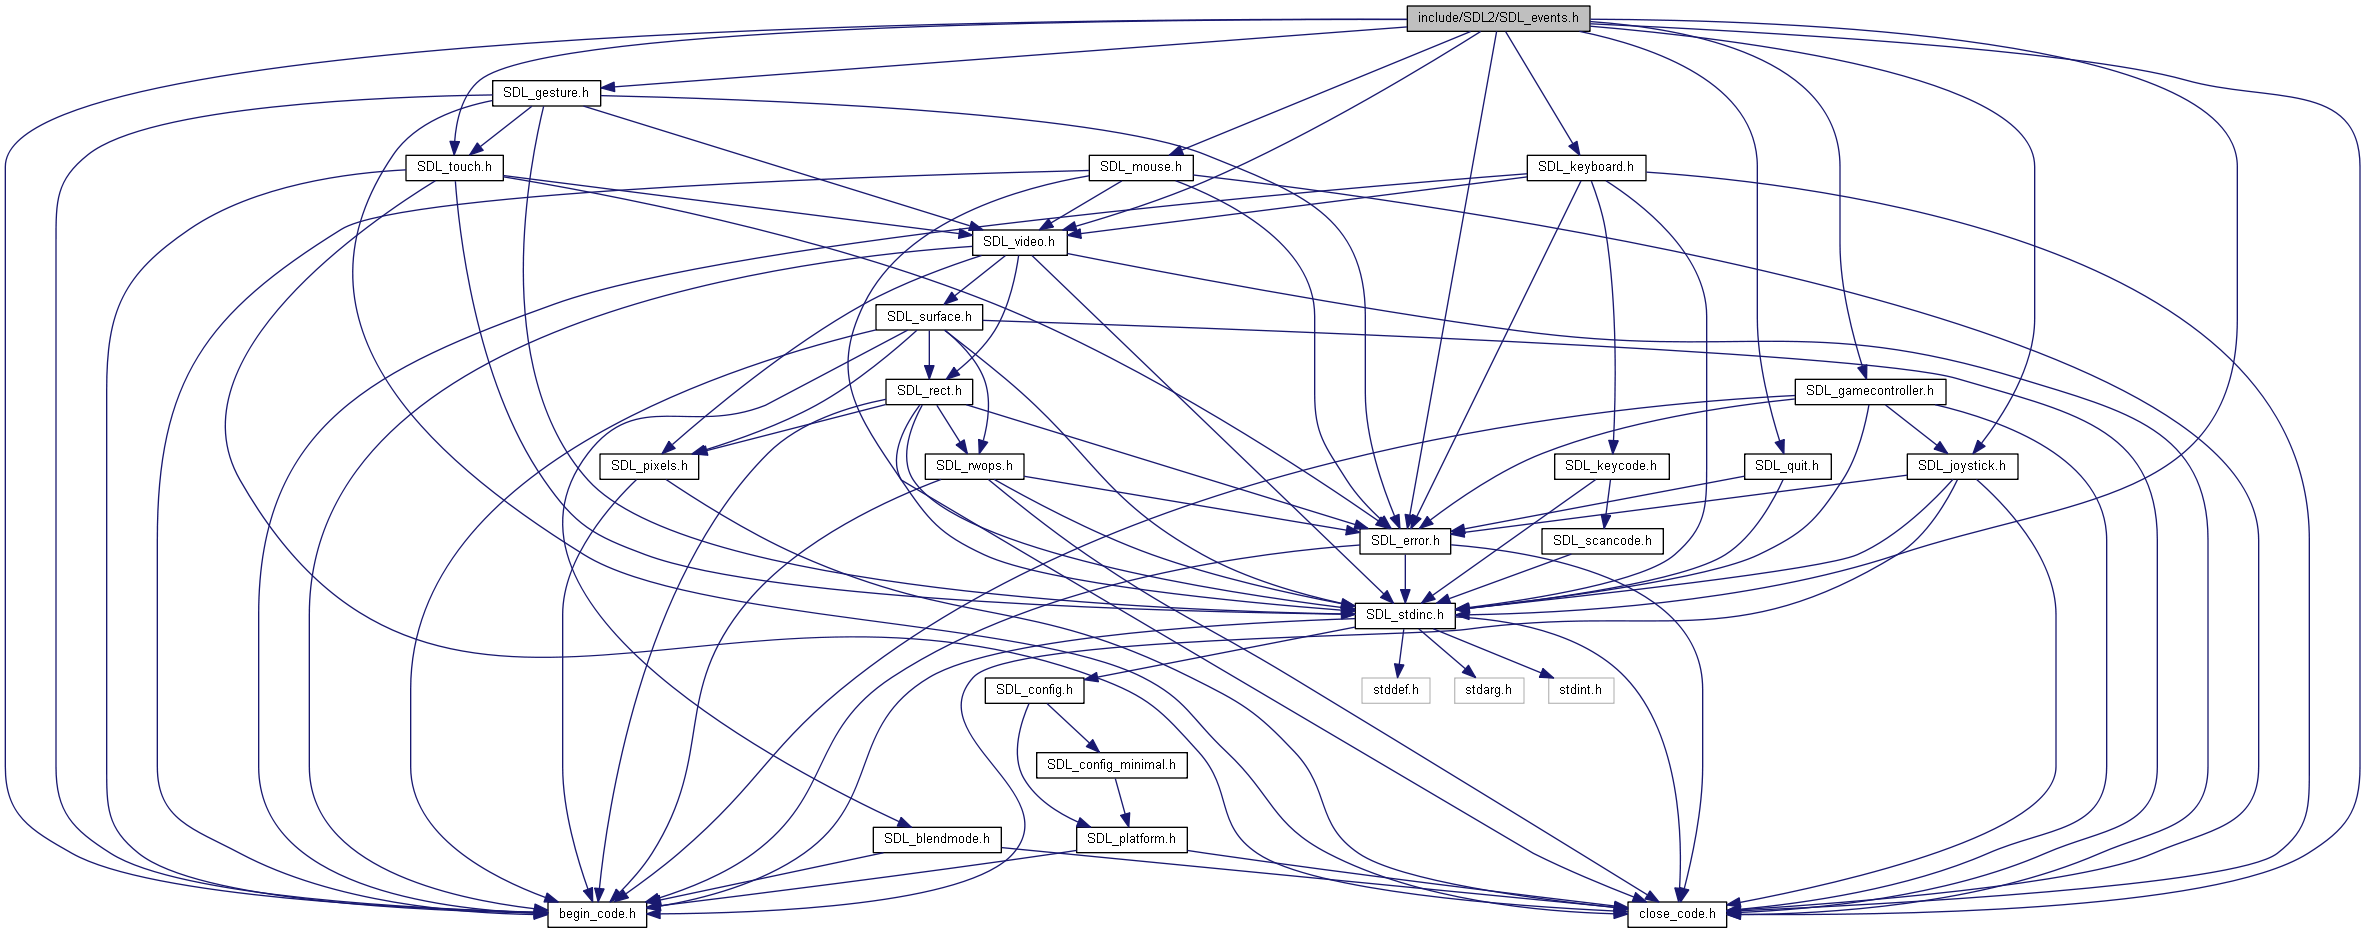 include/SDL2/SDL_events.h
SDL_gesture.h
SDL_touch.h
SDL_mouse.h
SDL_keyboard.h
SDL_video.h
SDL_surface.h
SDL_rect.h
SDL_gamecontroller.h
SDL_pixels.h
SDL_rwops.h
SDL_keycode.h
SDL_quit.h
SDL_joystick.h
SDL_error.h
SDL_scancode.h
SDL_stdinc.h
SDL_config.h
stddef.h
stdarg.h
stdint.h
SDL_config_minimal.h
SDL_blendmode.h
SDL_platform.h
begin_code.h
close_code.h